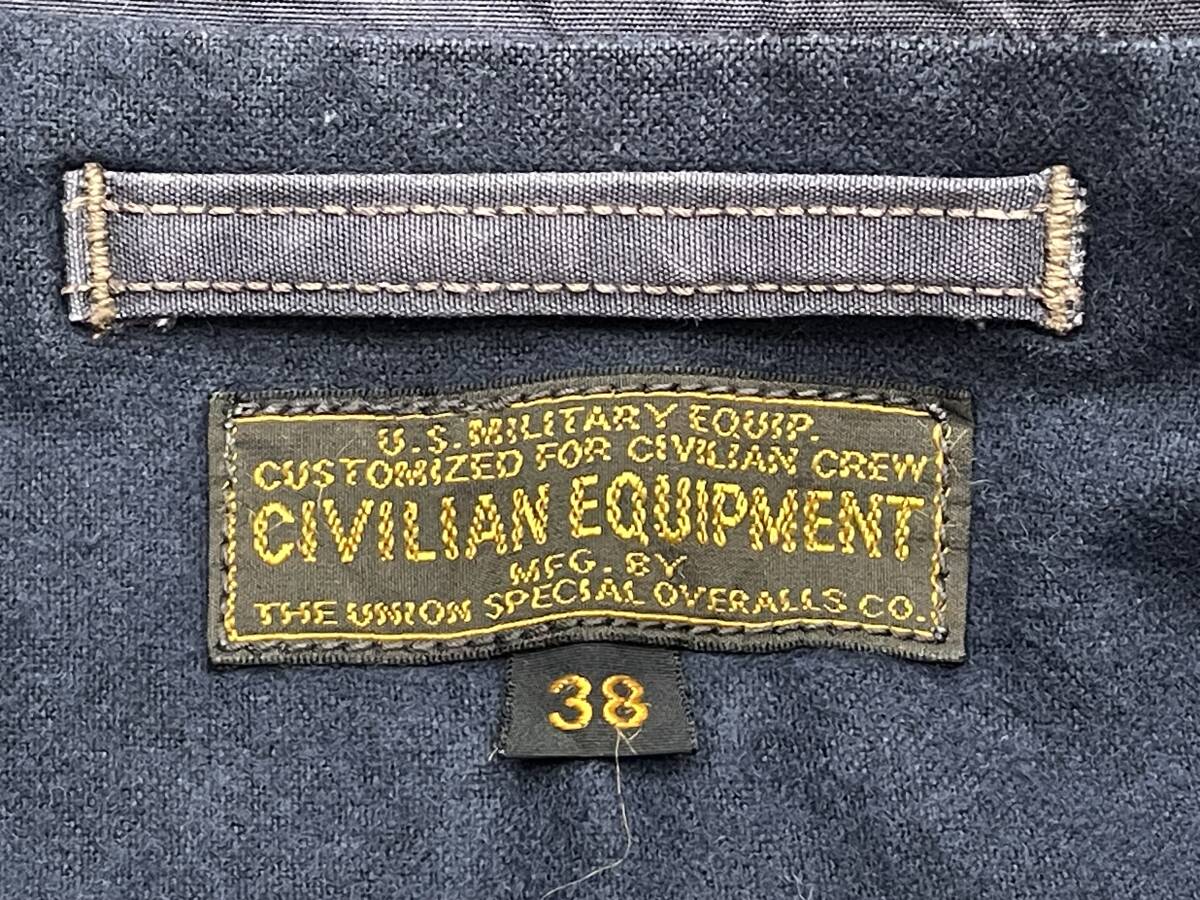 U.S. MILITARY EQUIP.
CUSTOMIZED FOR CIVILIAN CREW
CIVILIAN EQUIPMENT
MFG. BY
THE UNION SPECIAL OVERALLS CO.
38